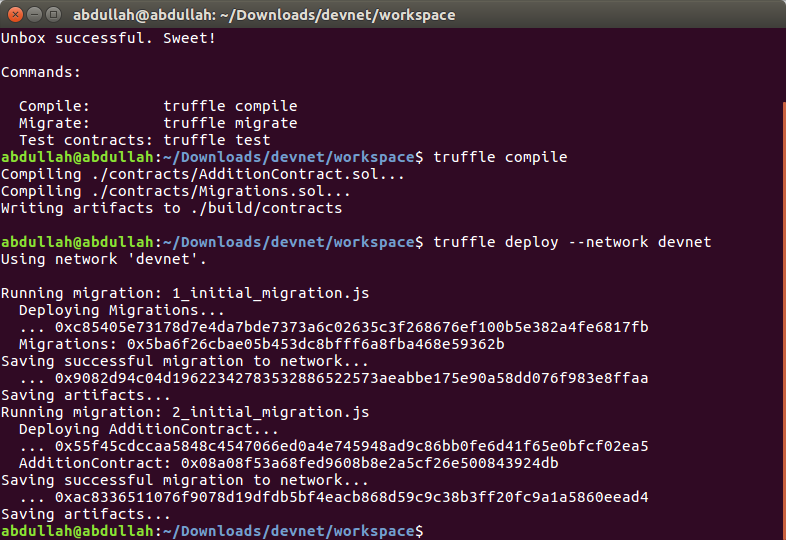 abdullah@abdullah: ~/Downloads/devnet/workspace
Unbox successful. Sweet!
Commands:
Compile: truffle compile
Migrate: truffle migrate
Test contracts: truffle test
abdullah@abdullah:~/Downloads/devnet/workspace$ truffle compile
Compiling ./contracts/AdditionContract.sol...
Compiling ./contracts/Migrations.sol...
Writing artifacts to ./build/contracts
abdullah@abdullah:~/Downloads/devnet/workspace$ truffle deploy --network devnet
Using network 'devnet'.
Running migration: 1_initial_migration.js
Deploying Migrations...
... 0xc85405e73178d7e4da7bde7373a6c02635c3f268676ef100b5e382a4fe6817fb
Migrations: 0x5ba6f26cbae05b453dc8bfff6a8fba468e59362b
Saving successful migration to network...
... 0x9082d94c04d19622342783532886522573aeabbe175e90a58dd076f983e8ffaa
Saving artifacts...
Running migration: 2_initial_migration.js
Deploying AdditionContract...
... 0x55f45cdccaa5848c4547066ed0a4e745948ad9c86bb0fe6d41f65e0bfcf02ea5
AdditionContract: 0x08a08f53a68fed9608b8e2a5cf26e500843924db
Saving successful migration to network...
... 0xac8336511076f9078d19dfdb5bf4eacb868d59c9c38b3ff20fc9a1a5860eead4
Saving artifacts...
abdullah@abdullah:~/Downloads/devnet/workspace$